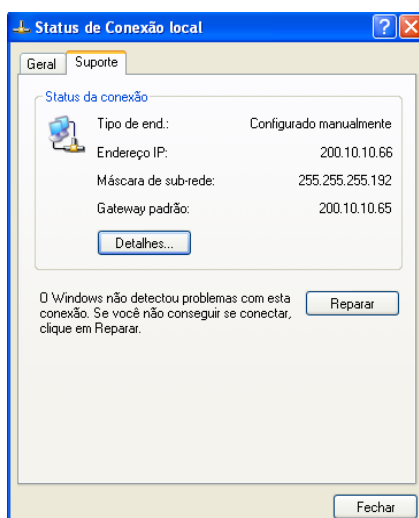 Status de Conexão local
Geral
Suporte
Status da conexão
Tipo de end.: Configurado manualmente
Endereço IP: 200.10.10.66
Máscara de sub-rede: 255.255.255.192
Gateway padrão: 200.10.10.65
Detalhes...
O Windows não detectou problemas com esta
conexão. Se você não conseguir se conectar,
clique em Reparar.
Reparar
Fechar